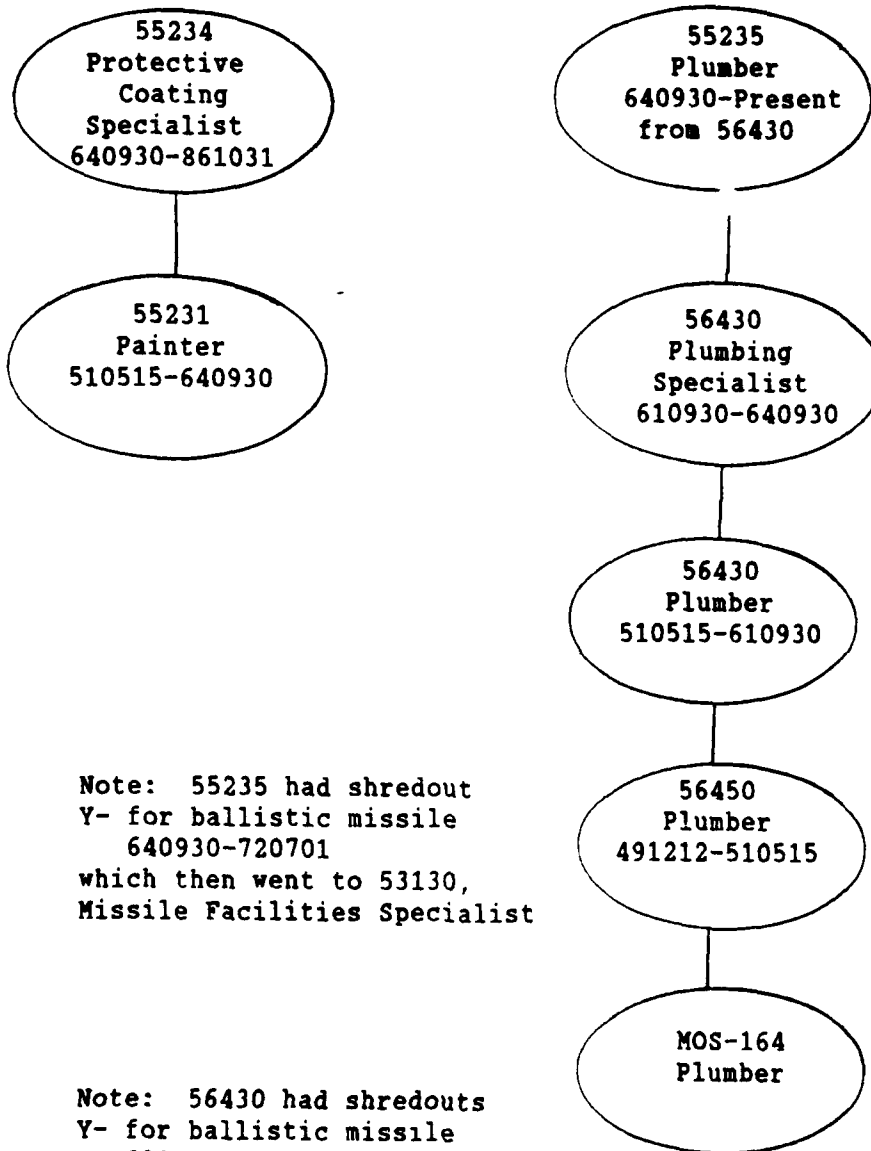 55234
Protective
Coating
Specialist
640930-861031
55231
Painter
510515-640930
55235
Plumber
640930-Present
from 56430
56430
Plumbing
Specialist
610930-640930
56430
Plumber
510515-610930
56450
Plumber
491212-510515
MOS-164
Plumber
Note: 55235 had shredout
Y- for ballistic missile
640930-720701
which then went to 53130,
Missile Facilities Specialist
Note: 56430 had shredouts
Y- for ballistic missile